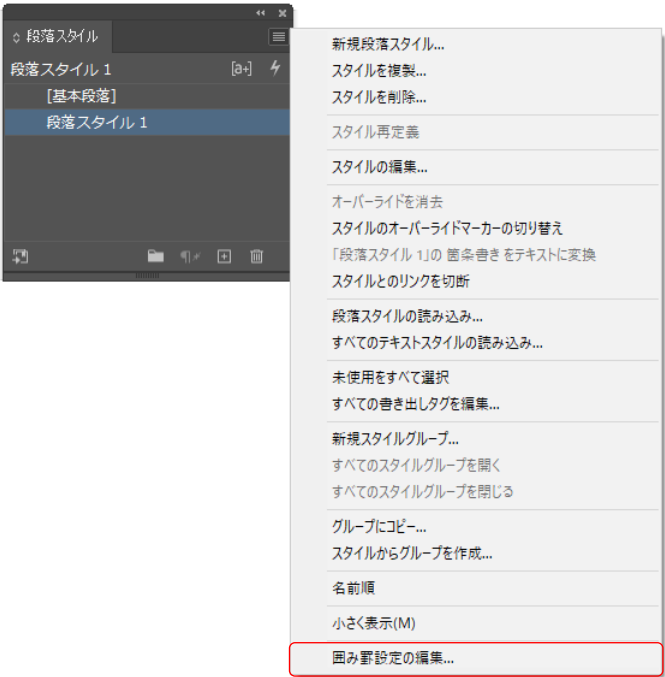 段落スタイル
段落スタイル 1
[a+]
[基本段落]
段落スタイル 1
新規段落スタイル...
スタイルを複製...
スタイルを削除...
スタイル再定義
スタイルの編集...
オーバーライドを消去
スタイルのオーバーライドマーカーの切り替え
「段落スタイル 1」の 箇条書き をテキストに変換
スタイルとのリンクを切断
段落スタイルの読み込み...
すべてのテキストスタイルの読み込み...
未使用をすべて選択
すべての書き出しタグを編集...
新規スタイルグループ...
すべてのスタイルグループを開く
すべてのスタイルグループを閉じる
グループにコピー...
スタイルからグループを作成...
名前順
小さく表示(M)
囲み罫設定の編集...